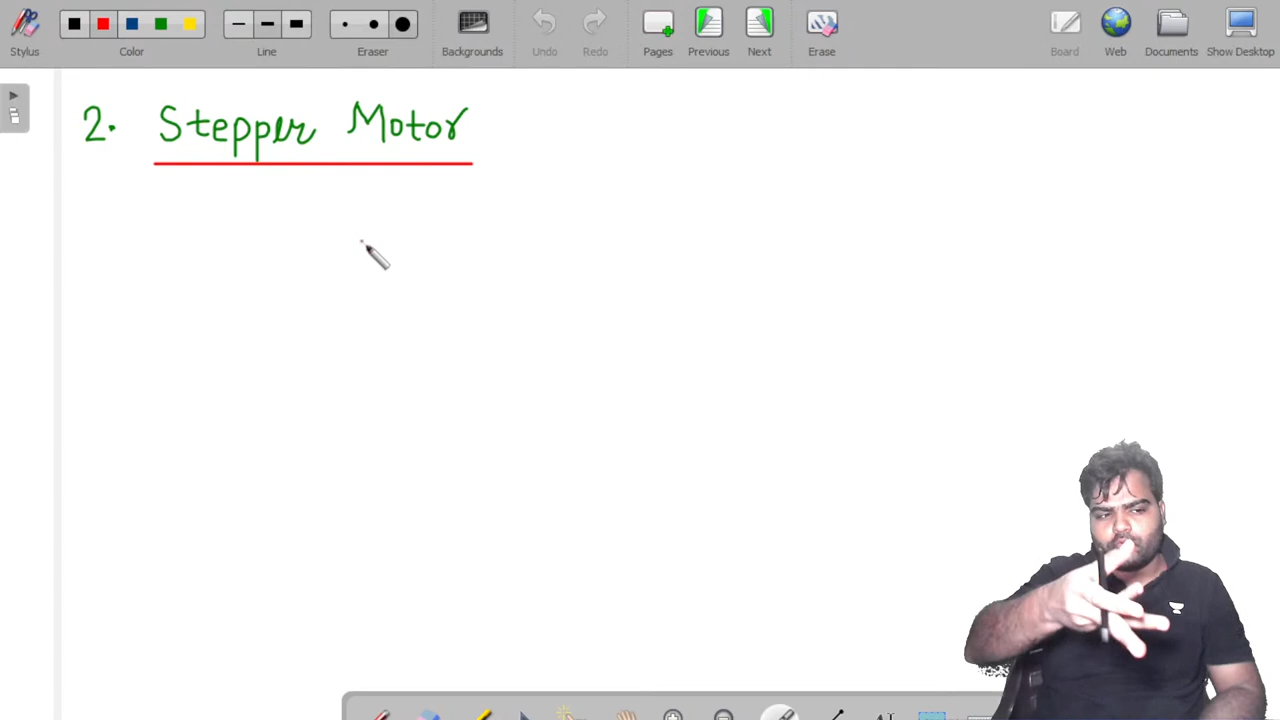 Stylus
Color
Line
Eraser
Backgrounds
Undo
Redo
Pages
Previous
Next
Erase
Board
Web
Documents
Show Desktop
2. Stepper Motor